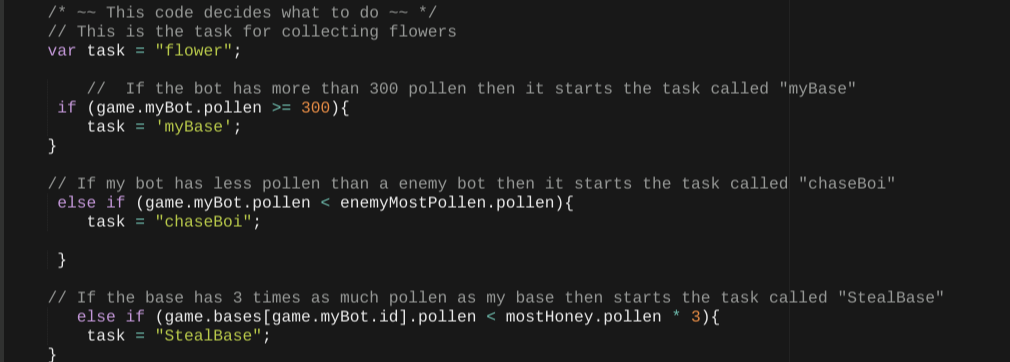 /* ~~ This code decides what to do ~~ */
// This is the task for collecting flowers
var task = "flower";
//  If the bot has more than 300 pollen then it starts the task called "myBase"
if (game.myBot.pollen >= 300){
task = 'myBase';
}
// If my bot has less pollen than a enemy bot then it starts the task called "chaseBoi"
else if (game.myBot.pollen < enemyMostPollen.pollen){
task = "chaseBoi";
}
// If the base has 3 times as much pollen as my base then starts the task called "StealBase"
else if (game.bases[game.myBot.id].pollen < mostHoney.pollen * 3){
task = "StealBase";
}